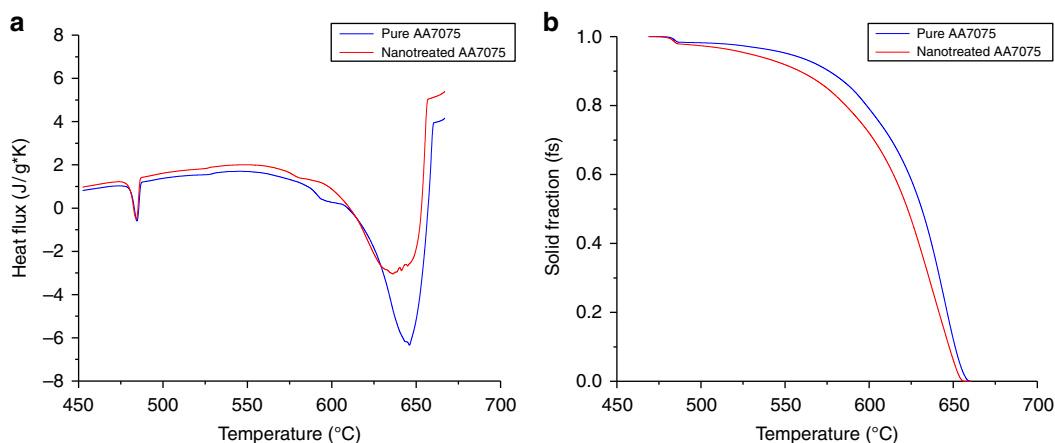 a
Pure AA7075
Nanotreated AA7075
8
6
4
2
0
–2
–4
–6
–8
Heat flux (J/g*K)
450
500
550
600
650
700
Temperature (°C)
b
Pure AA7075
Nanotreated AA7075
1.0
0.8
0.6
0.4
0.2
0.0
Solid fraction (fs)
450
500
550
600
650
700
Temperature (°C)